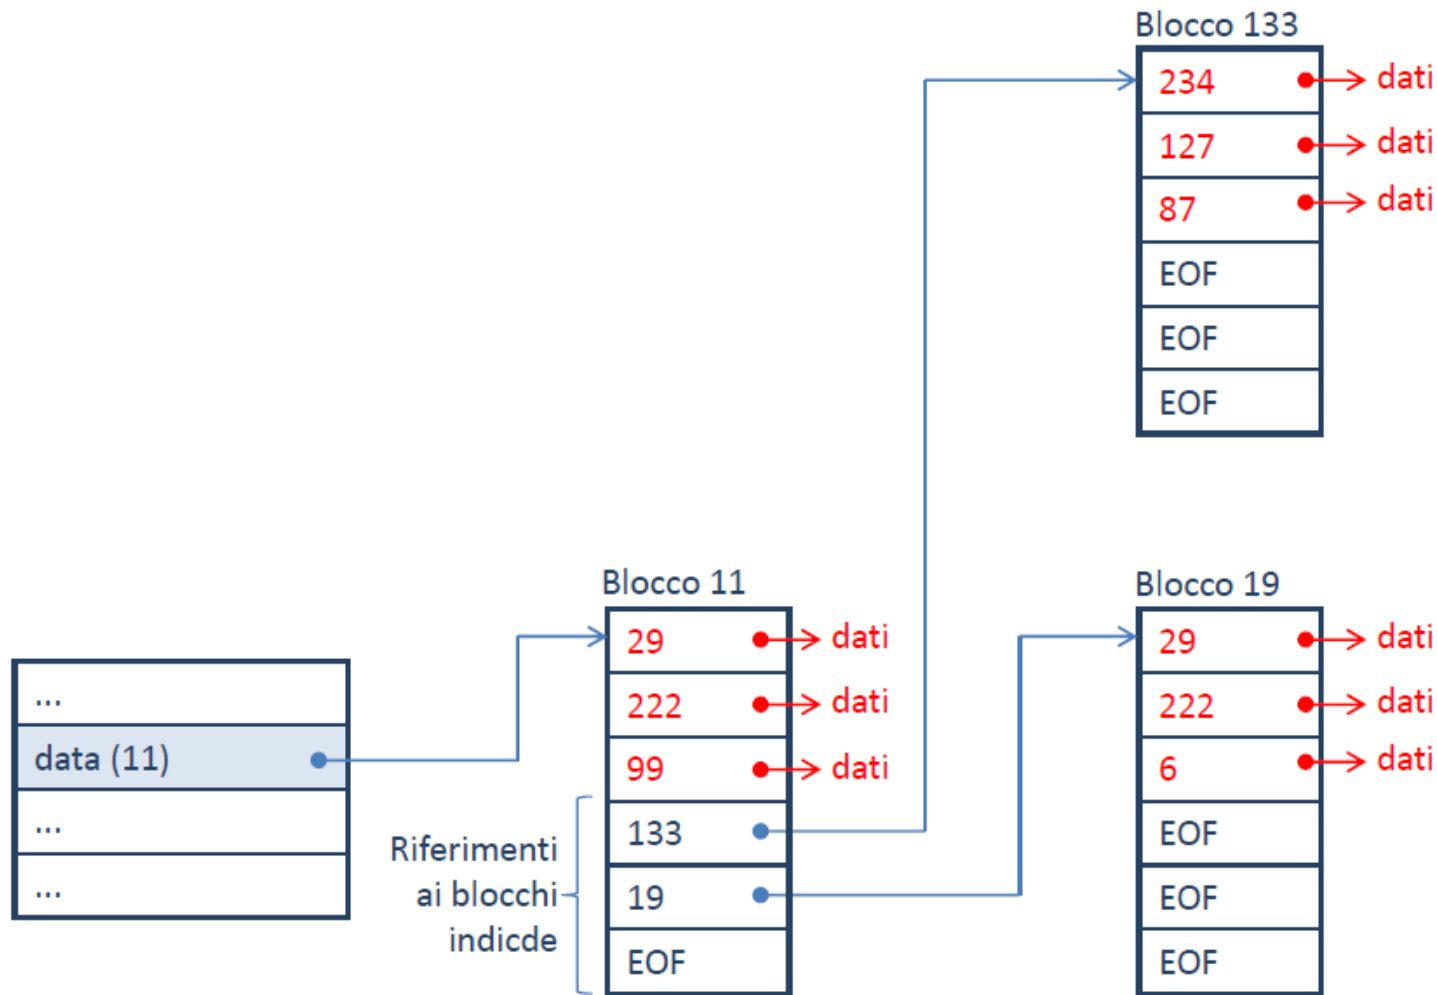 Blocco 133
234 dati
127 dati
87 dati
EOF
EOF
EOF
...
data (11)
...
...
Riferimenti
ai blocchi
indicde
Blocco 11
29 dati
222 dati
99 dati
133
19
EOF
Blocco 19
29 dati
222 dati
6 dati
EOF
EOF
EOF